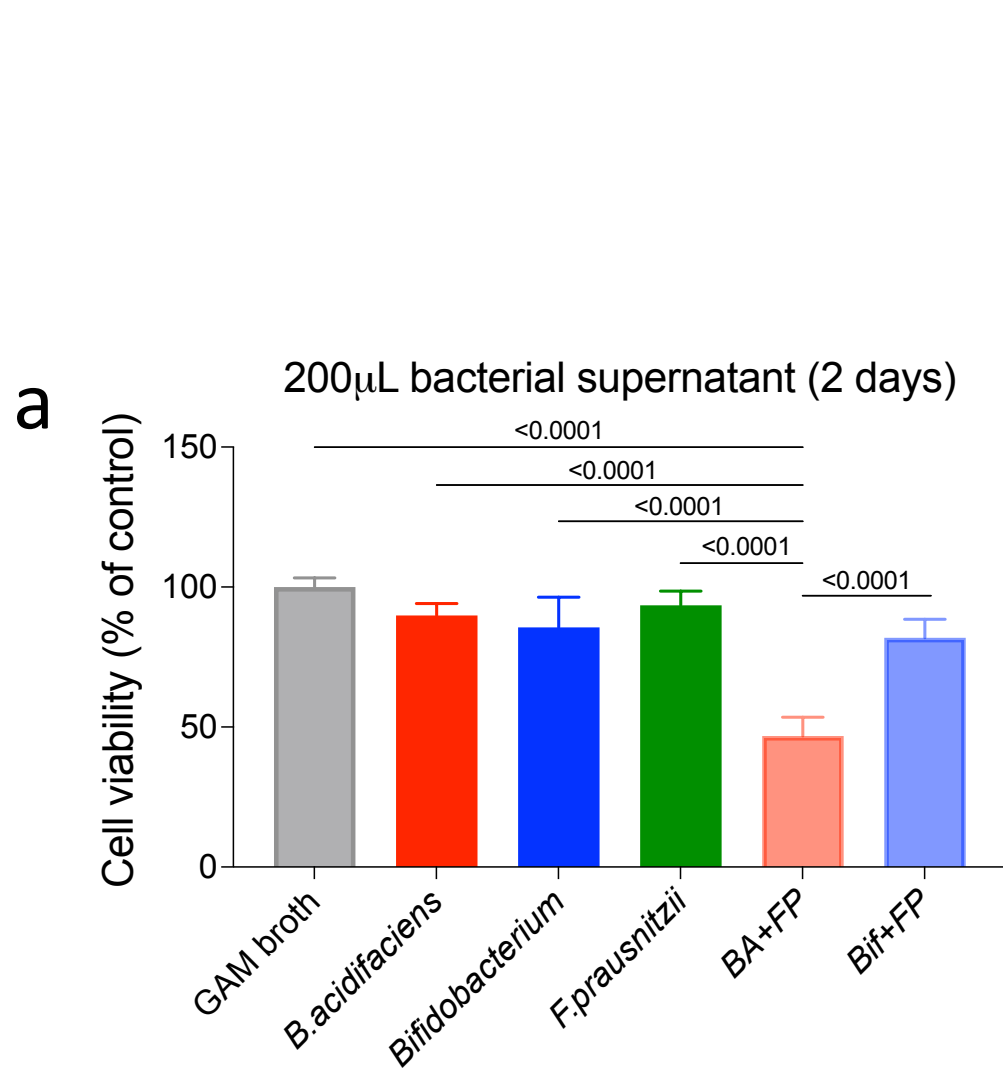 200μL bacterial supernatant (2 days)
a
Cell viability (% of control)
150
100
50
0
<0.0001
<0.0001
<0.0001
<0.0001
<0.0001
GAM broth
B.acidifaciens
Bifidobacterium
F.prausnitzii
BA+FP
Bif+FP